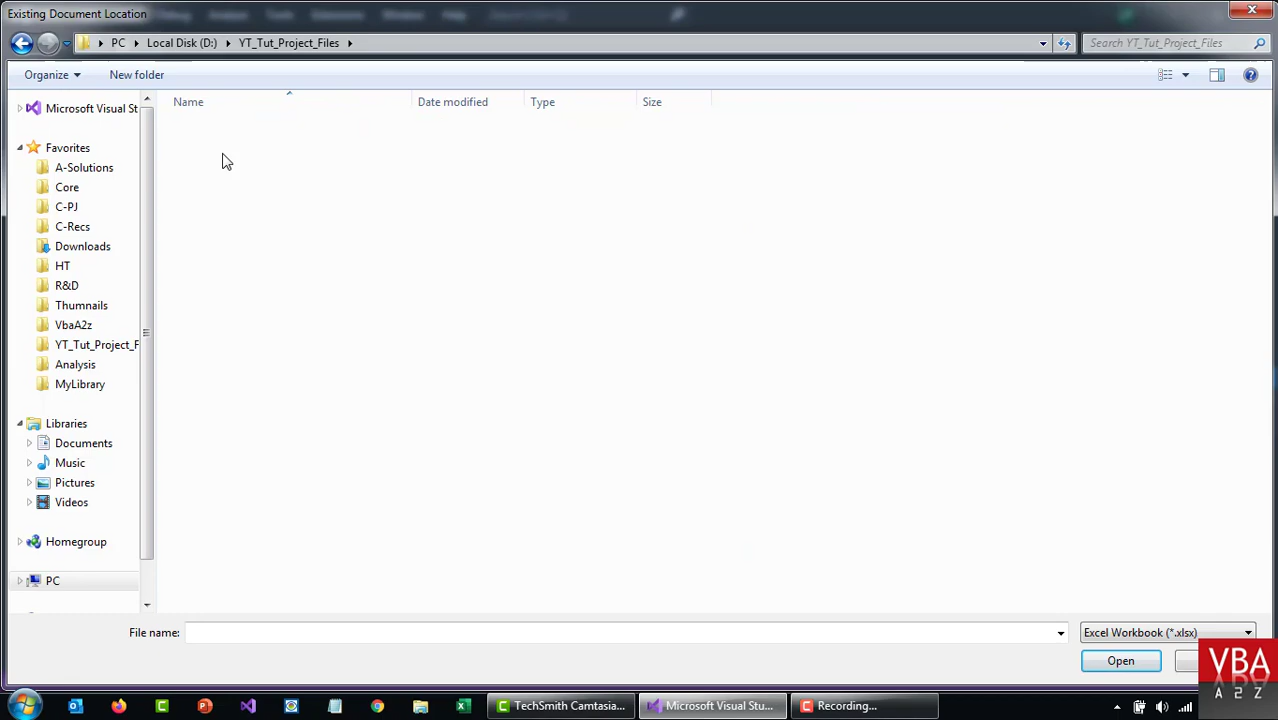 Existing Document Location
PC
Local Disk (D:)
YT_Tut_Project_Files
Search YT_Tut_Project_Files
Organize
New folder
Name
Date modified
Type
Size
Microsoft Visual St
Favorites
A-Solutions
Core
C-PJ
C-Recs
Downloads
HT
R&D
Thumnails
VbaA2z
YT_Tut_Project_F
Analysis
MyLibrary
Libraries
Documents
Music
Pictures
Videos
Homegroup
PC
File name:
Excel Workbook (*.xlsx)
Open
VBA
A 2 Z
TechSmith Camtasia...
Microsoft Visual Stu...
Recording...